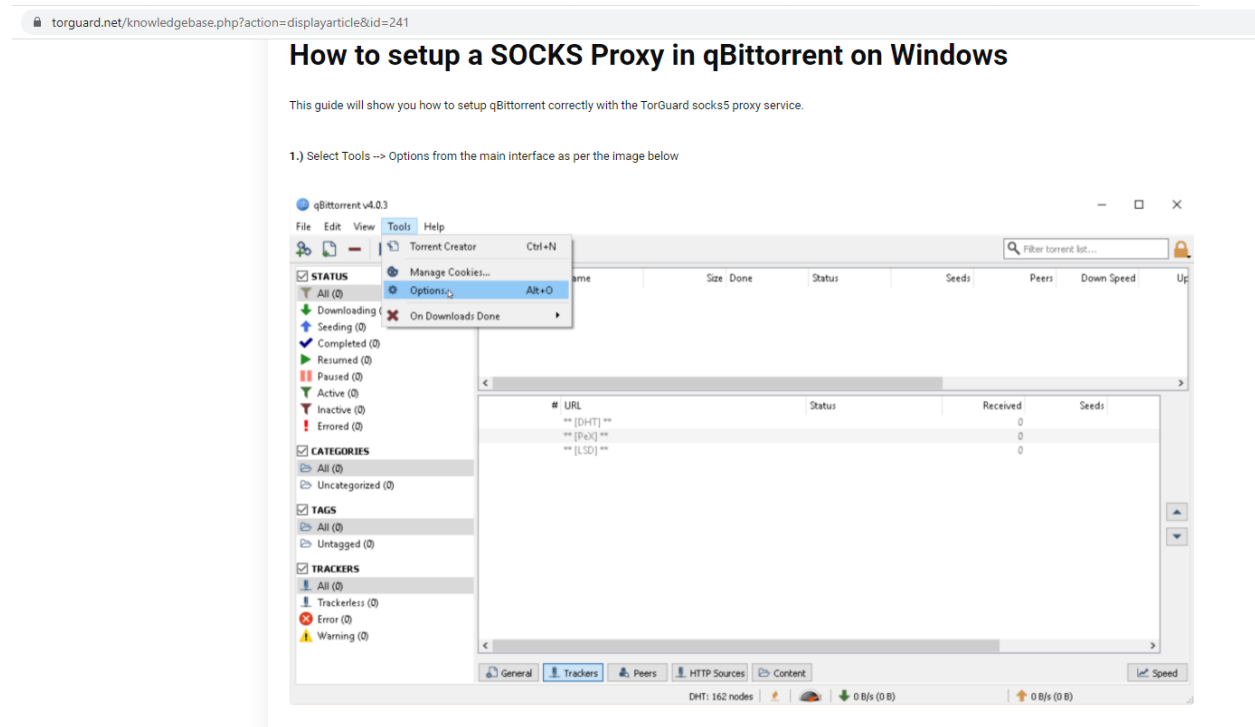 torguard.net/knowledgebase.php?action=displayarticle&id=241
How to setup a SOCKS Proxy in qBittorrent on Windows
This guide will show you how to setup qBittorrent correctly with the TorGuard socks5 proxy service.
1.) Select Tools --> Options from the main interface as per the image below
qBittorrent v4.0.3
File Edit View Tools Help
Torrent Creator Ctrl+N
Filter torrent list...
Manage Cookies...
Options... Alt+O
On Downloads Done
STATUS
All (0)
Downloading
Seeding (0)
Completed (0)
Resumed (0)
Paused (0)
Active (0)
Inactive (0)
Errored (0)
CATEGORIES
All (0)
Uncategorized (0)
TAGS
All (0)
Untagged (0)
TRACKERS
All (0)
Trackerless (0)
Error (0)
Warning (0)
ame Size Done Status Seeds Peers Down Speed Up
# URL Status Received Seeds
** [DHT] ** 0
** [PeX] ** 0
** [LSD] ** 0
General Trackers Peers HTTP Sources Content Speed
DHT: 162 nodes 0 B/s (0 B) 0 B/s (0 B)